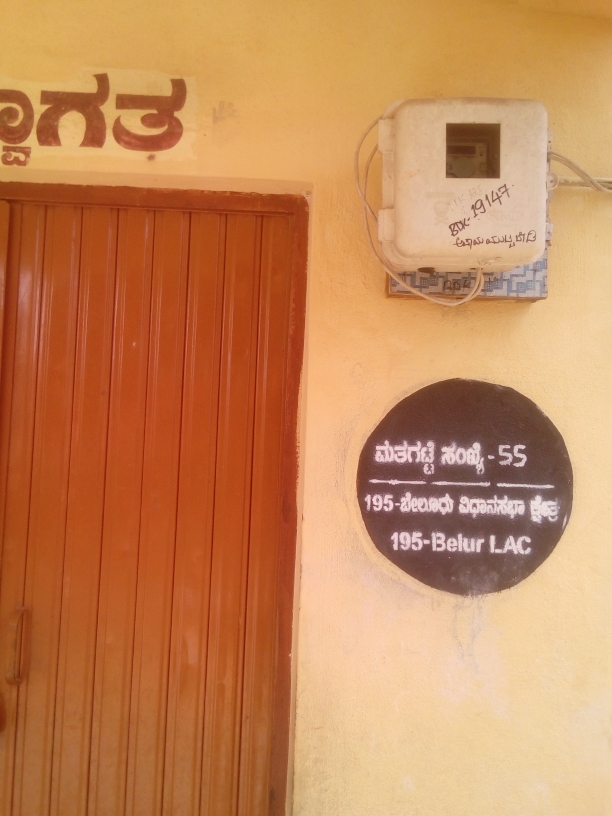 ಸ್ವಾಗತ
BDK-19147
ಮತಗಟ್ಟೆ ಸಂಖ್ಯೆ - 55
195-ಬೇಲೂರು ವಿಧಾನಸಭಾ ಕ್ಷೇತ್ರ
195-Belur LAC